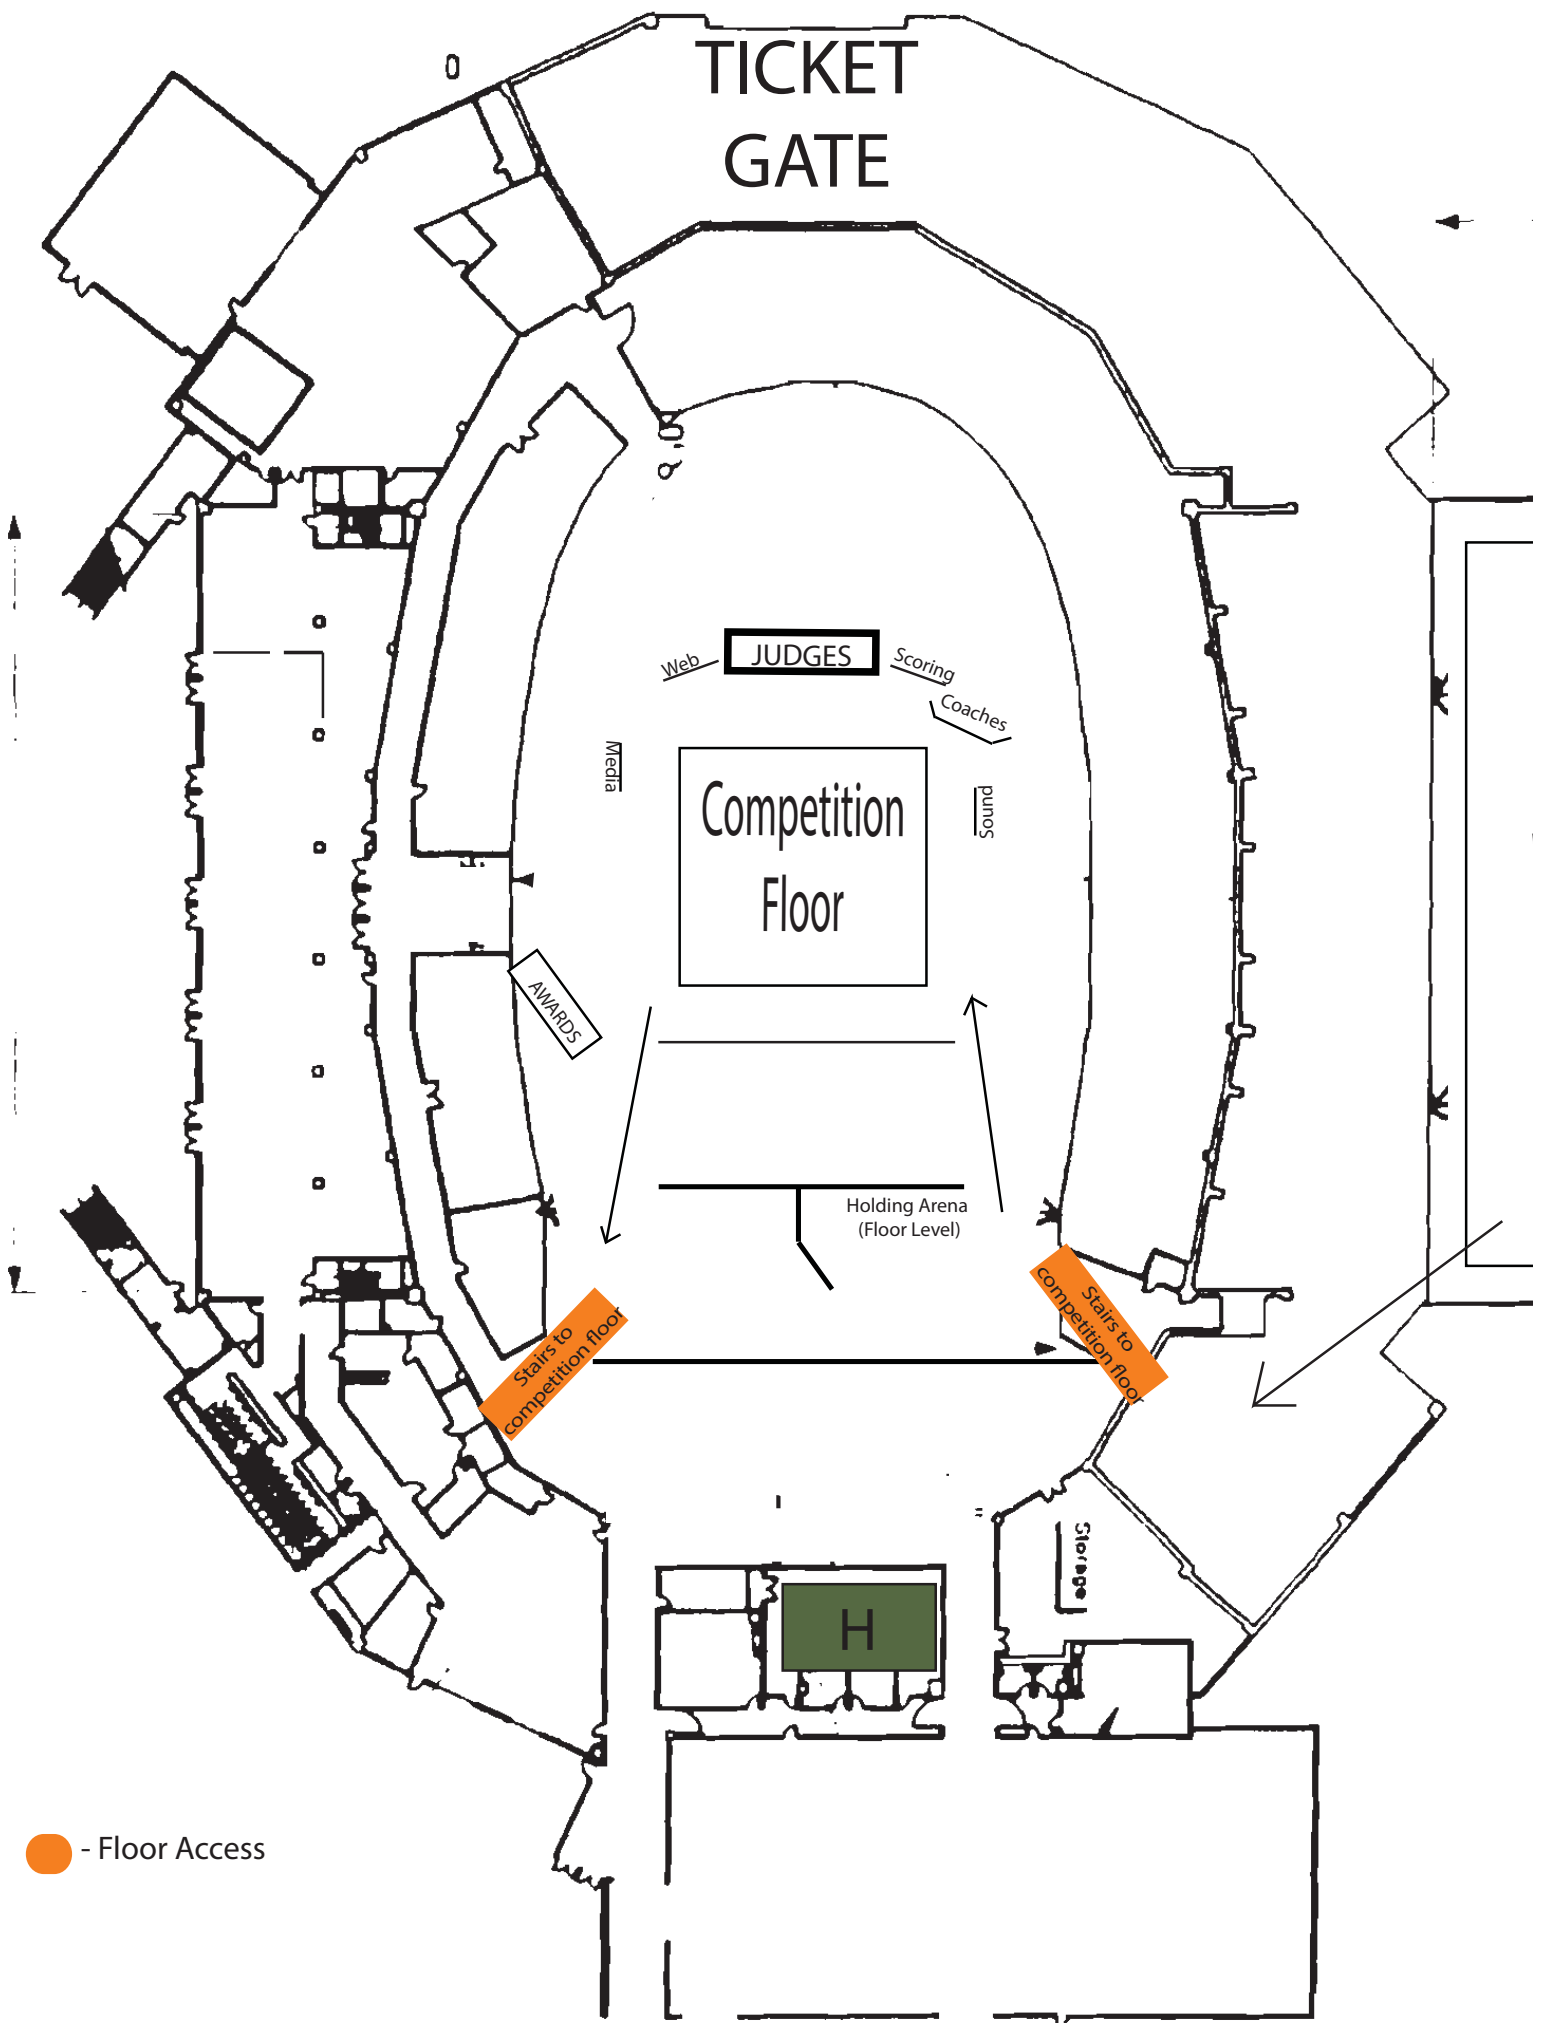 TICKET
GATE
Web
JUDGES
Scoring
Coaches
Media
Sound
Competition
Floor
AWARDS
Holding Arena
(Floor Level)
Stairs to
competition floor
Stairs to
competition floor
Storage
H
- Floor Access